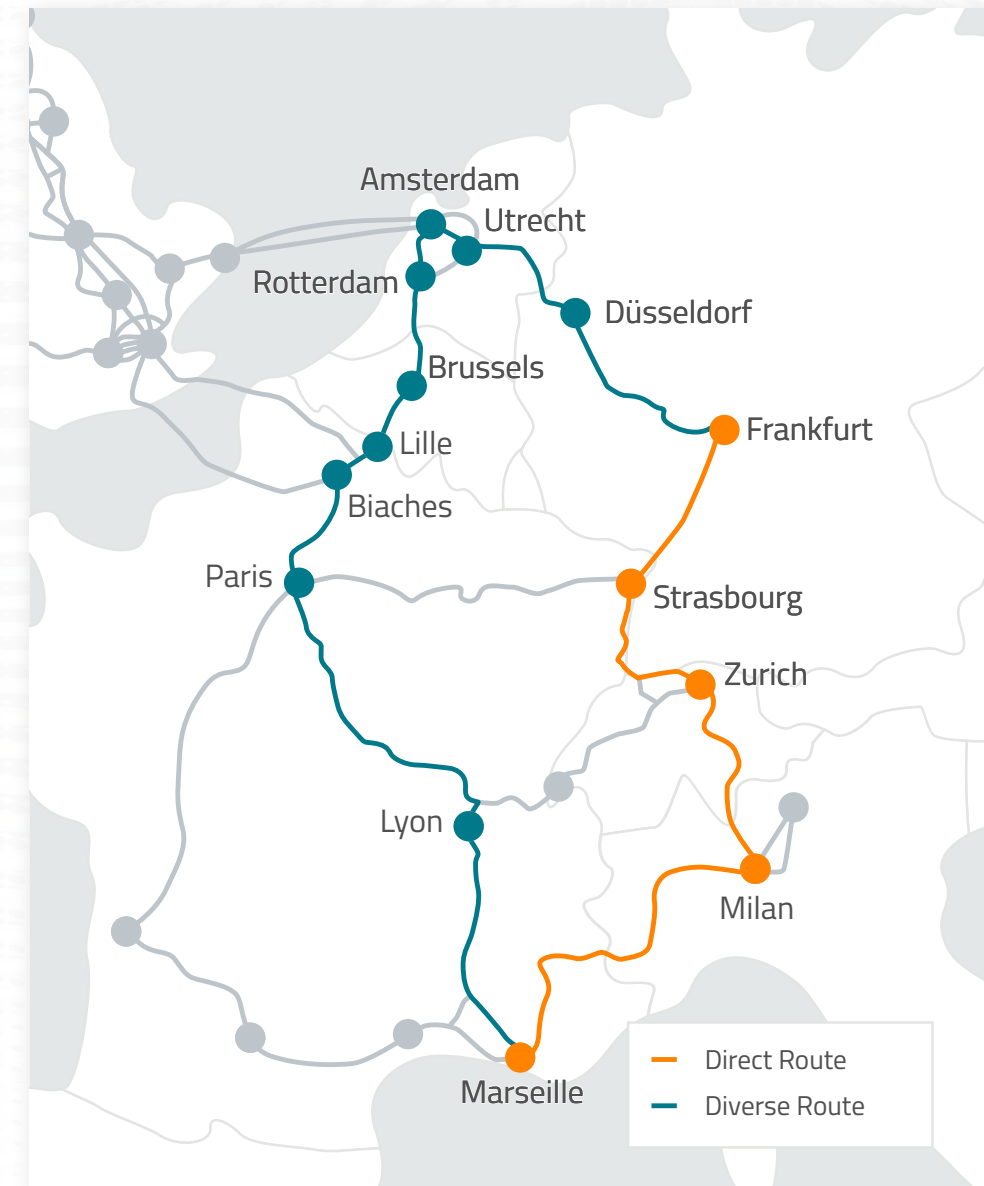 Amsterdam
Utrecht
Rotterdam
Düsseldorf
Brussels
Frankfurt
Lille
Biaches
Paris
Strasbourg
Zurich
Lyon
Milan
Marseille
Direct Route
Diverse Route